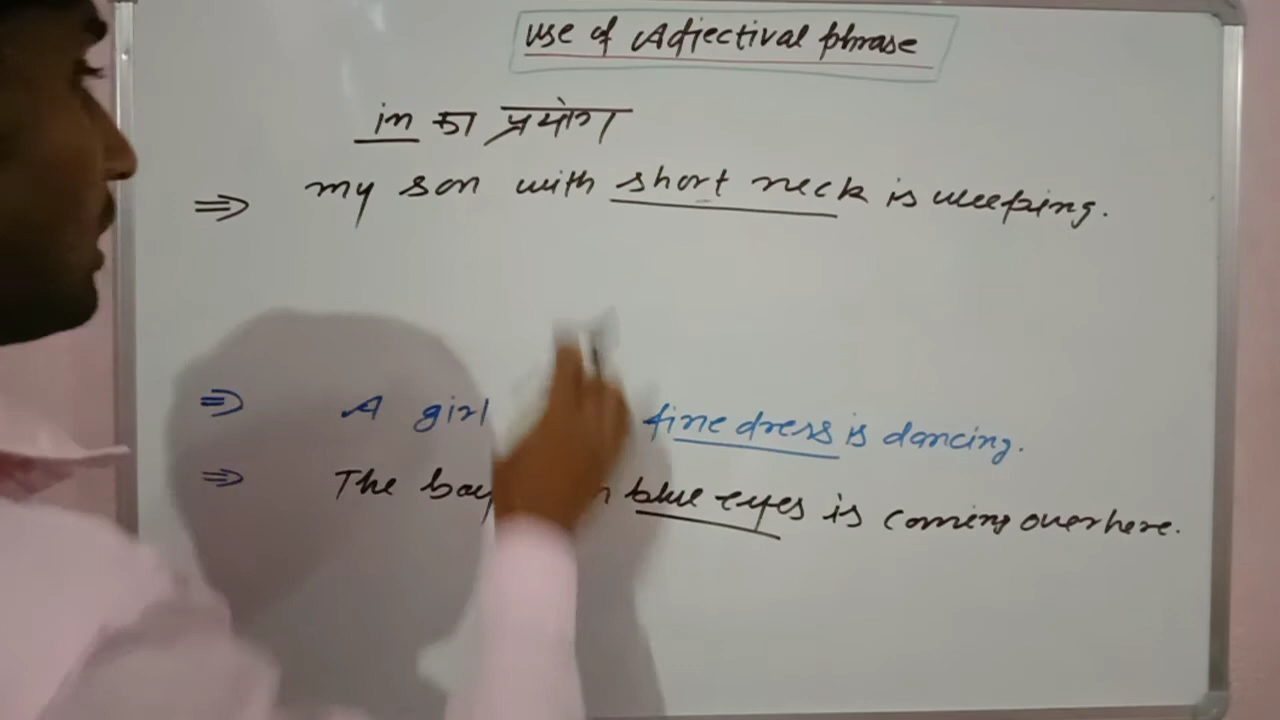 use of Adjectival phrase
in का प्रयोग
⇒ my son with short neck is weeping.
⇒ A girl fine dress is dancing.
⇒ The boy blue eyes is coming over here.